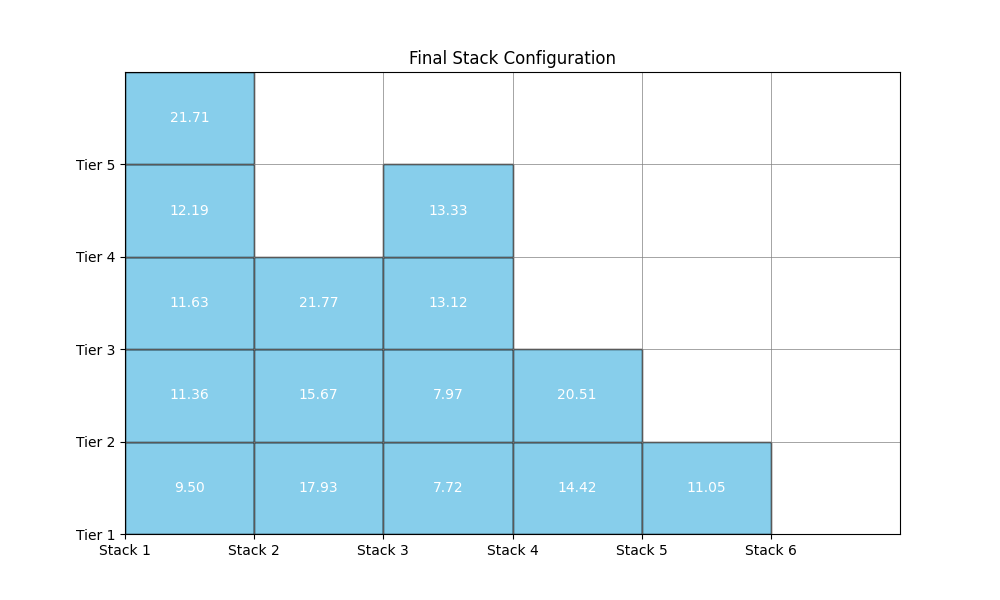 Final Stack Configuration
21.71
Tier 5
12.19 13.33
Tier 4
11.63 21.77 13.12
Tier 3
11.36 15.67 7.97 20.51
Tier 2
9.50 17.93 7.72 14.42 11.05
Tier 1
Stack 1 Stack 2 Stack 3 Stack 4 Stack 5 Stack 6